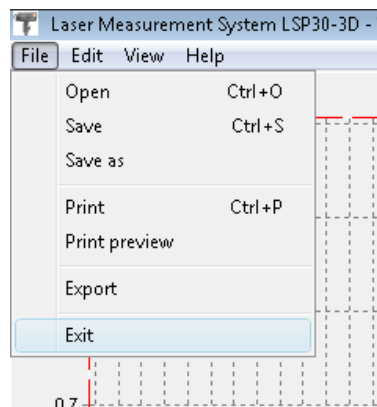 Laser Measurement System LSP30-3D -
File Edit View Help
Open Ctrl+O
Save Ctrl+S
Save as
Print Ctrl+P
Print preview
Export
Exit
0.7